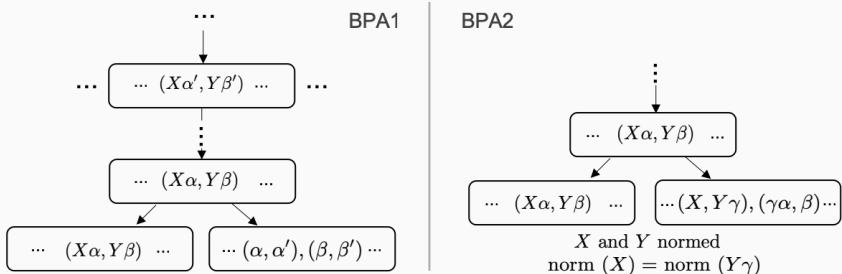 BPA1
...
... ... (Xα′, Yβ′) ... ...
⋮
... (Xα, Yβ) ...
... (Xα, Yβ) ...
... (α, α′), (β, β′) ...
BPA2
⋮
... (Xα, Yβ) ...
... (Xα, Yβ) ...
... (X, Yγ), (γα, β) ...
X and Y normed
norm (X) = norm (Yγ)